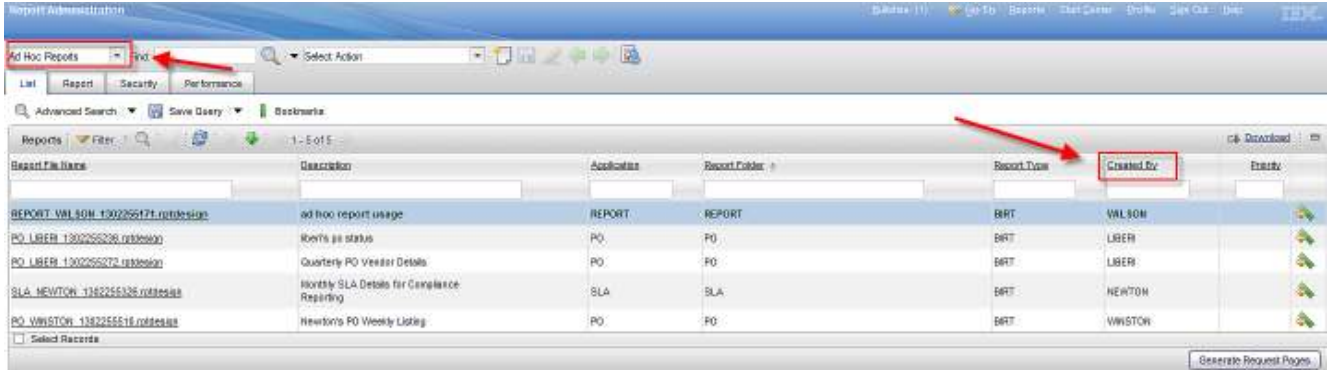 Report Administration
Bulletins: (1) Go To Reports Start Center Profile Sign Out Help IBM
Ad Hoc Reports Find: Select Action
List Report Security Performance
Advanced Search Save Query Bookmarks
Reports Filter 1 - 5 of 5 Download
Report File Name Description Application Report Folder Report Type Created By Priority
REPORT_WILSON_1302255171.rptdesign ad hoc report usage REPORT REPORT BIRT WILSON
PO_LIBERI_1302255236.rptdesign liberi's po status PO PO BIRT LIBERI
PO_LIBERI_1302255272.rptdesign Quarterly PO Vendor Details PO PO BIRT LIBERI
SLA_NEWTON_1302255326.rptdesign Monthly SLA Details for Compliance Reporting SLA SLA BIRT NEWTON
PO_WINSTON_1302255516.rptdesign Newton's PO Weekly Listing PO PO BIRT WINSTON
Select Records
Generate Request Pages